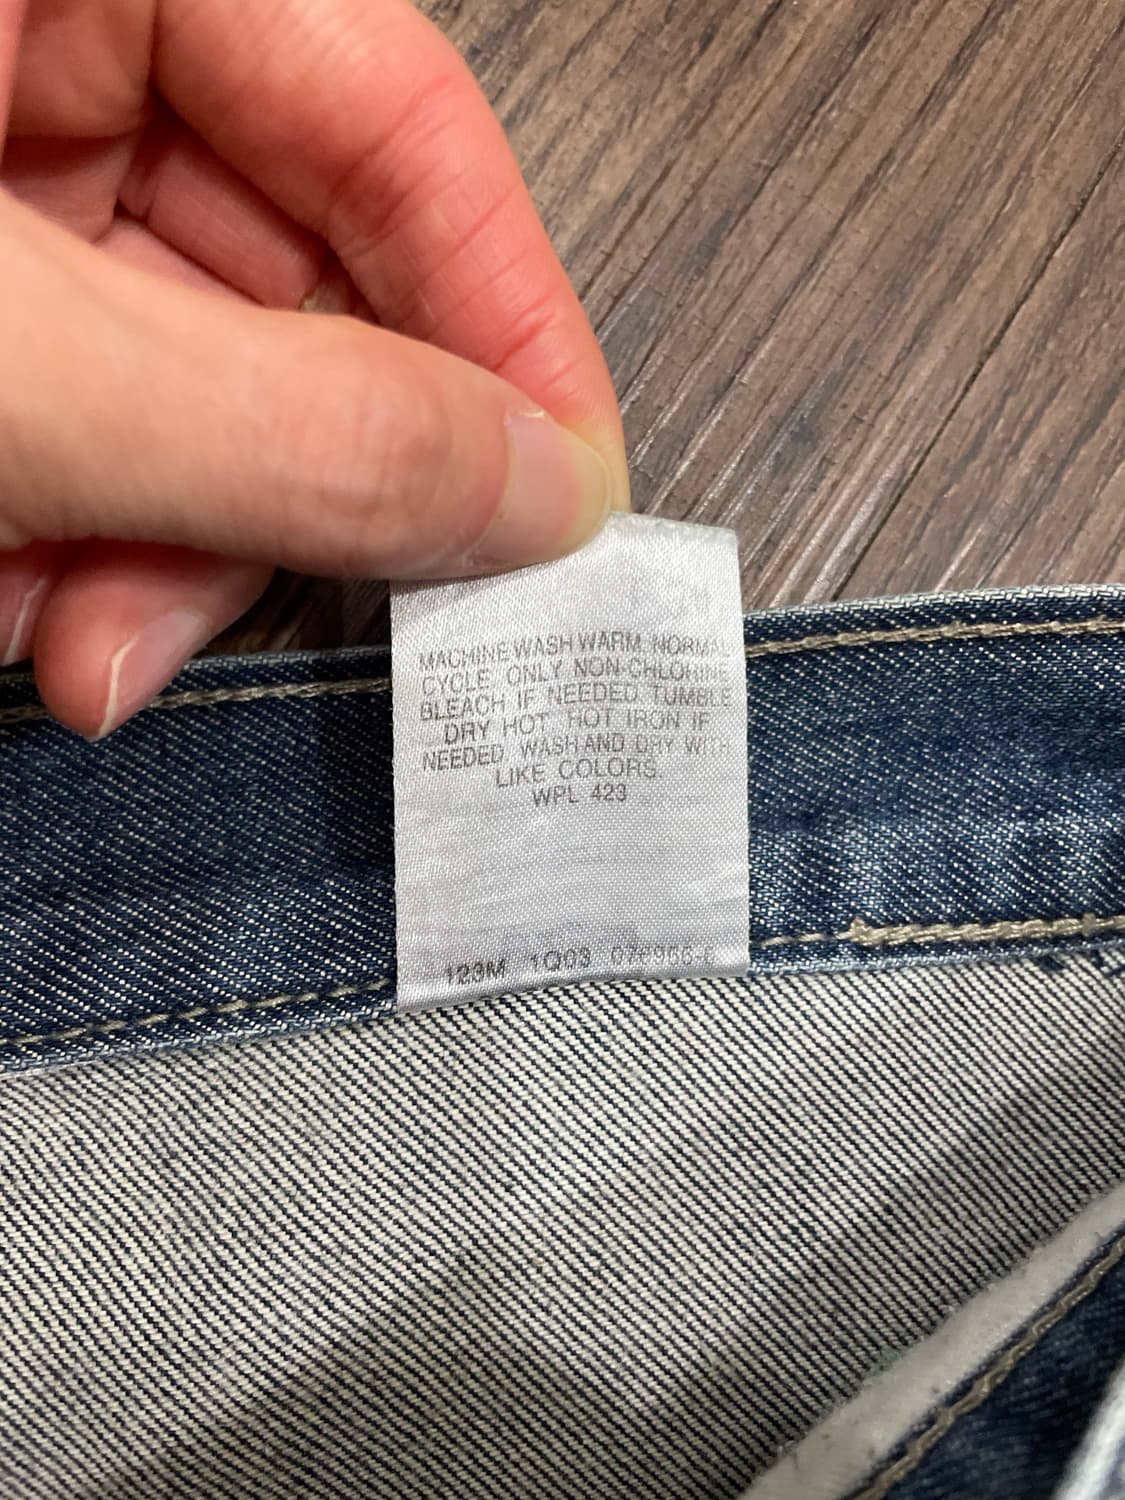 MACHINE WASH WARM NORMAL
CYCLE ONLY NON-CHLORINE
BLEACH IF NEEDED TUMBLE
DRY HOT HOT IRON IF
NEEDED WASH AND DRY WITH
LIKE COLORS.
WPL 423
123M 1Q03